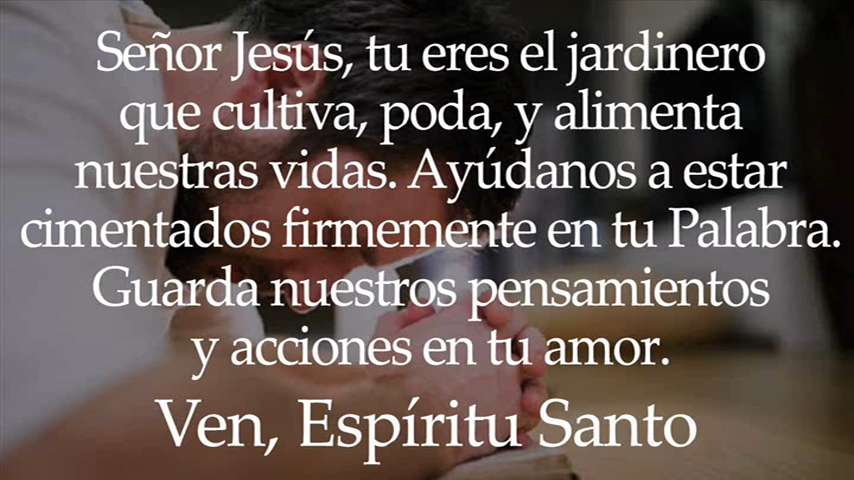 Señor Jesús, tu eres el jardinero
que cultiva, poda, y alimenta
nuestras vidas. Ayúdanos a estar
cimentados firmemente en tu Palabra.
Guarda nuestros pensamientos
y acciones en tu amor.
Ven, Espíritu Santo